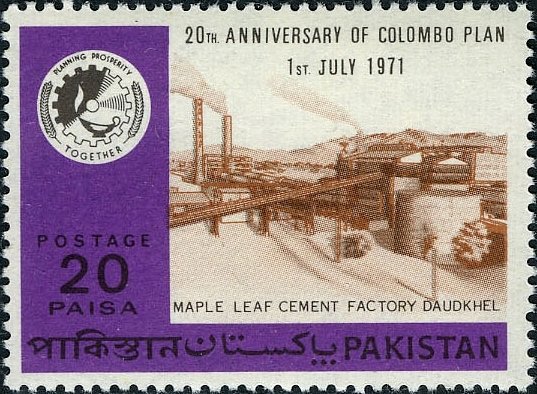 20TH. ANNIVERSARY OF COLOMBO PLAN
1ST. JULY 1971
PLANNING PROSPERITY
TOGETHER
POSTAGE
20
PAISA
MAPLE LEAF CEMENT FACTORY DAUDKHEL
পাকিস্তান پاکستان PAKISTAN